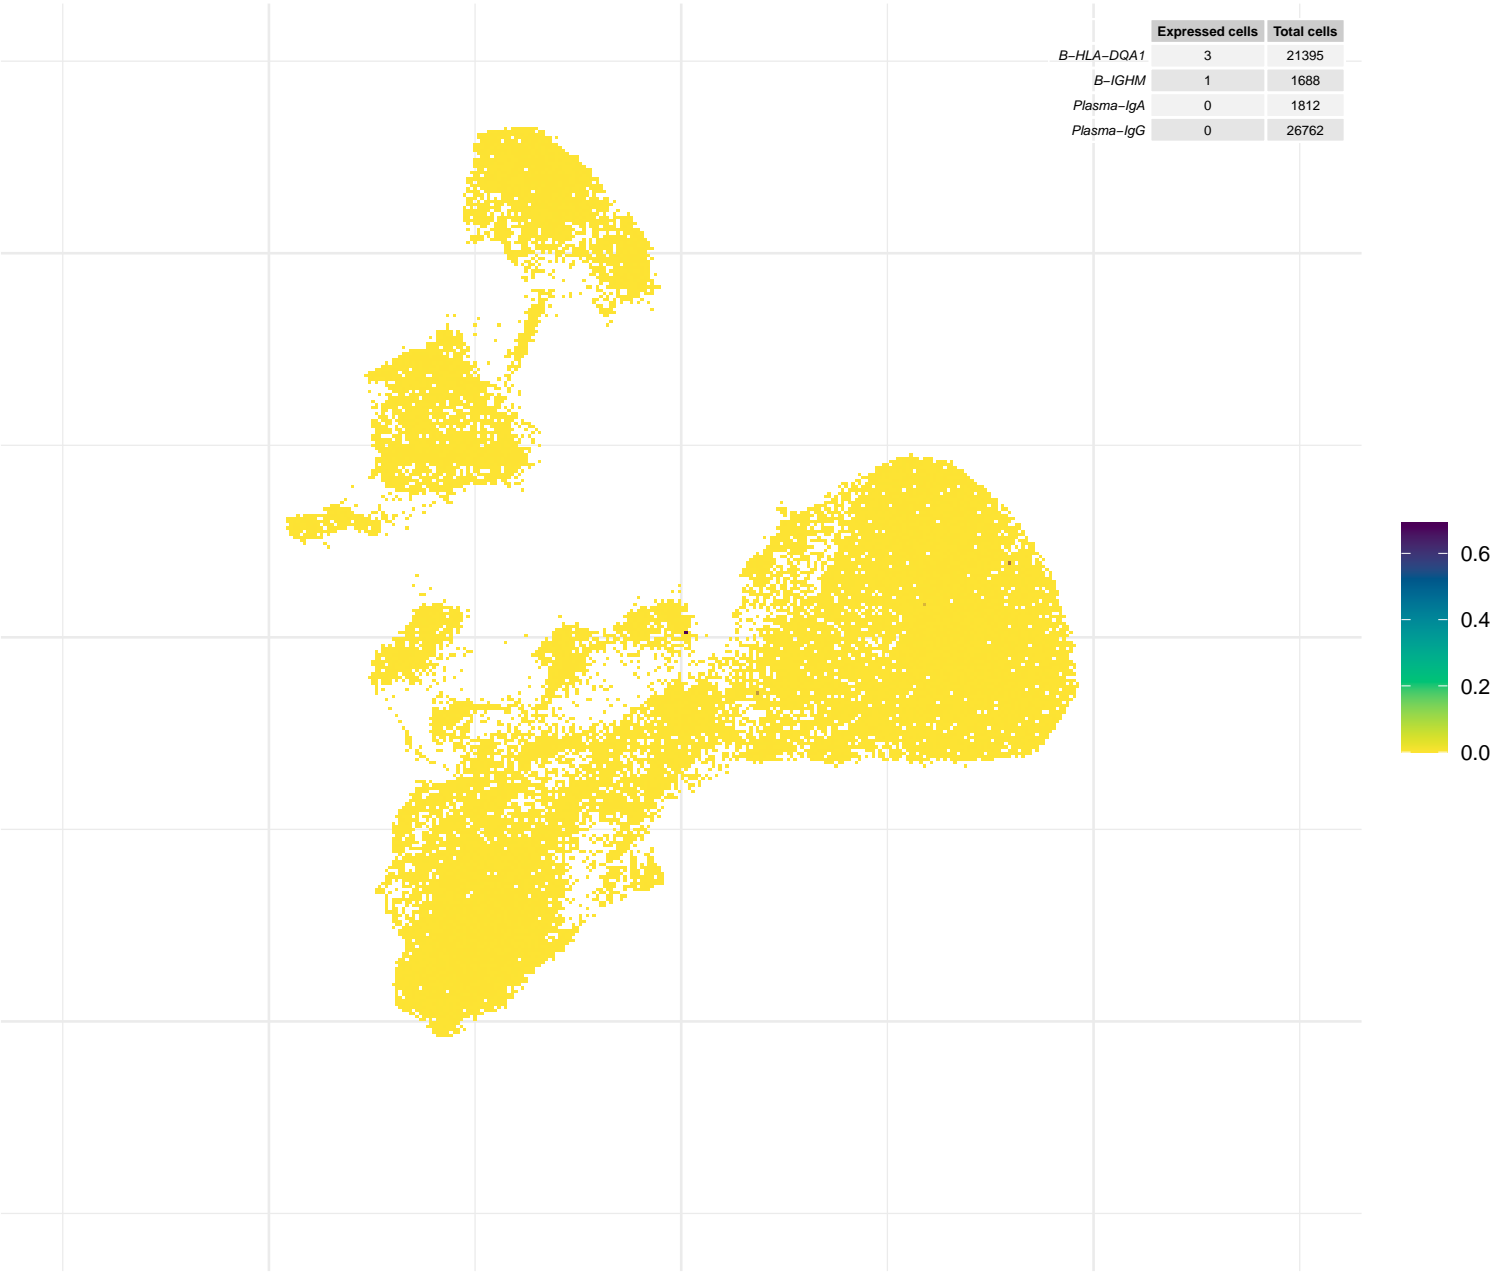 Expressed cells Total cells
B−HLA−DQA1 3 21395
B−IGHM 1 1688
Plasma−IgA 0 1812
Plasma−IgG 0 26762
0.6
0.4
0.2
0.0